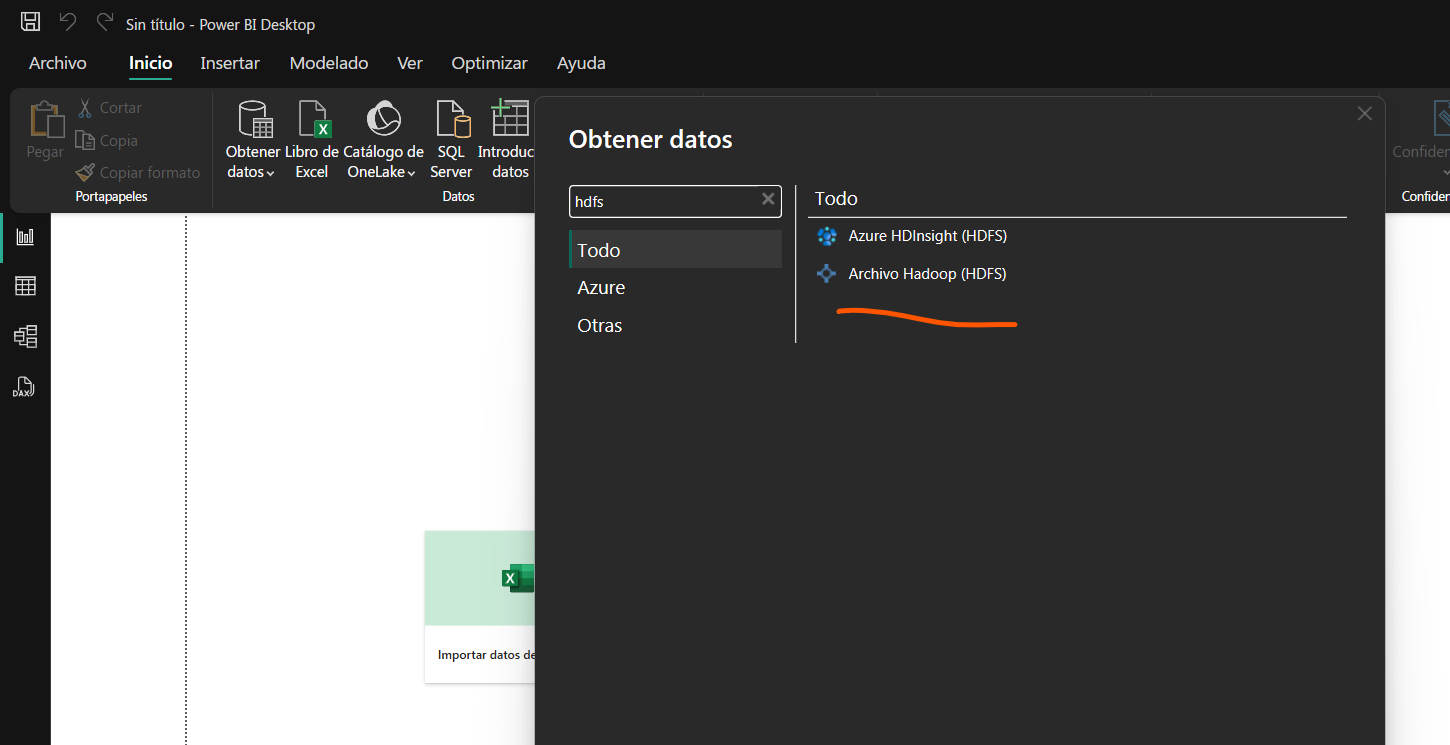 Sin título - Power BI Desktop
Archivo Inicio Insertar Modelado Ver Optimizar Ayuda
Pegar
Cortar
Copia
Copiar formato
Portapapeles
Obtener datos
Libro de Excel
Catálogo de OneLake
SQL Server
Introduc
datos
Datos
Confiden
Confiden
DAX
Importar datos de
Obtener datos
hdfs
Todo
Azure
Otras
Todo
Azure HDInsight (HDFS)
Archivo Hadoop (HDFS)